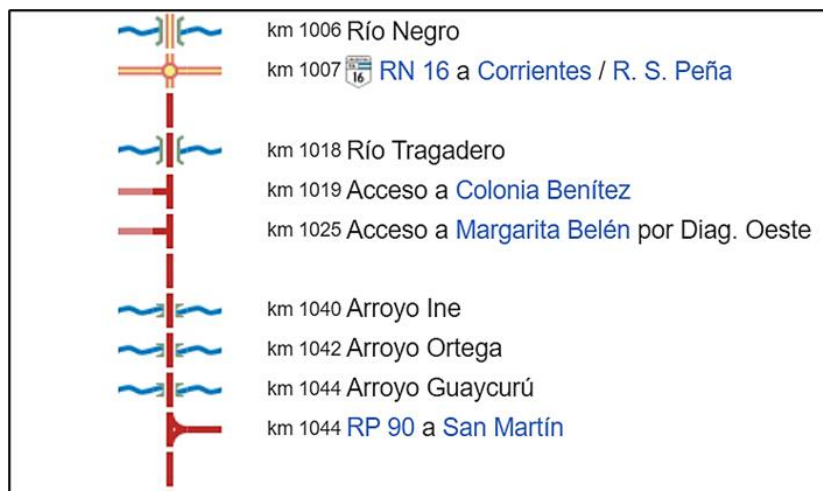 km 1006 Río Negro
km 1007 16 RN 16 a Corrientes / R. S. Peña
km 1018 Río Tragadero
km 1019 Acceso a Colonia Benítez
km 1025 Acceso a Margarita Belén por Diag. Oeste
km 1040 Arroyo Ine
km 1042 Arroyo Ortega
km 1044 Arroyo Guaycurú
km 1044 RP 90 a San Martín